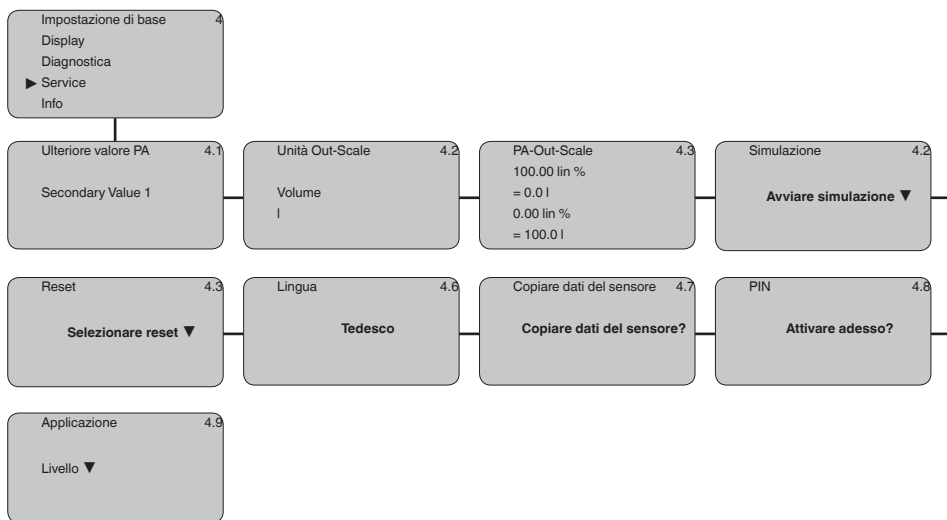 Impostazione di base 4
Display
Diagnostica
▶ Service
Info
Ulteriore valore PA 4.1
Secondary Value 1
Unità Out-Scale 4.2
Volume
l
PA-Out-Scale 4.3
100.00 lin %
= 0.0 l
0.00 lin %
= 100.0 l
Simulazione 4.2
Avviare simulazione ▼
Reset 4.3
Selezionare reset ▼
Lingua 4.6
Tedesco
Copiare dati del sensore 4.7
Copiare dati del sensore?
PIN 4.8
Attivare adesso?
Applicazione 4.9
Livello ▼